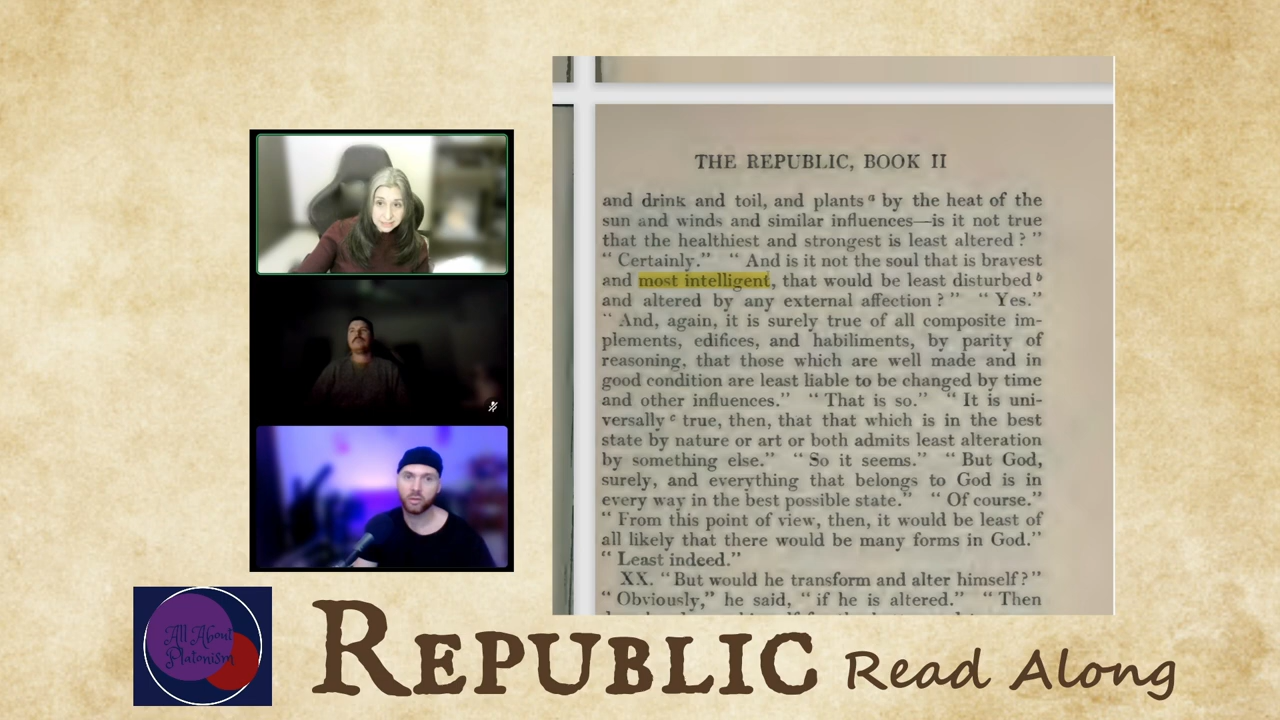 THE REPUBLIC, BOOK II
and drink and toil, and plants ᵃ by the heat of the
sun and winds and similar influences—is it not true
that the healthiest and strongest is least altered ? ”
“ Certainly.” “ And is it not the soul that is bravest
and most intelligent, that would be least disturbed ᵇ
and altered by any external affection ? ” “ Yes.”
“ And, again, it is surely true of all composite im-
plements, edifices, and habiliments, by parity of
reasoning, that those which are well made and in
good condition are least liable to be changed by time
and other influences.” “ That is so.” “ It is uni-
versally ᶜ true, then, that that which is in the best
state by nature or art or both admits least alteration
by something else.” “ So it seems.” “ But God,
surely, and everything that belongs to God is in
every way in the best possible state.” “ Of course.”
“ From this point of view, then, it would be least of
all likely that there would be many forms in God.”
“ Least indeed.”
XX. “ But would he transform and alter himself ? ”
“ Obviously,” he said, “ if he is altered.” “ Then
All About
Platonism
REPUBLIC Read Along